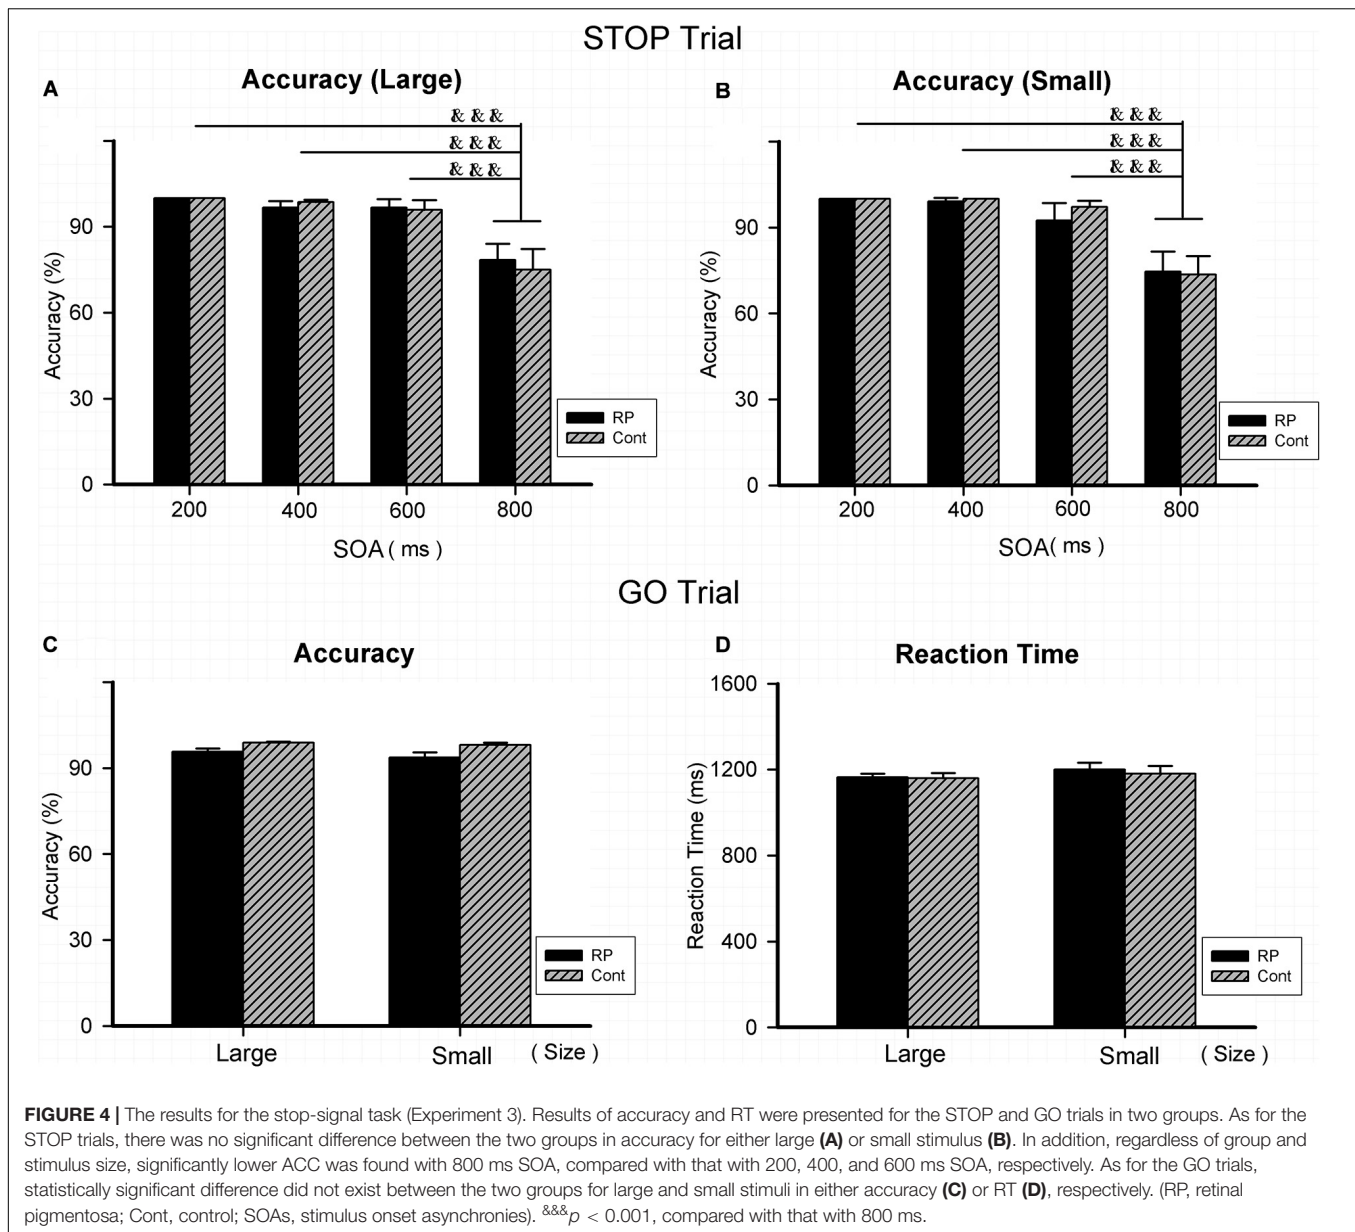 STOP Trial
A
Accuracy (Large)
&&&
&&&
&&&
90
60
30
0
Accuracy (%)
RP
Cont
200 400 600 800
SOA ( ms )
B
Accuracy (Small)
&&&
&&&
&&&
90
60
30
0
Accuracy (%)
RP
Cont
200 400 600 800
SOA( ms )
GO Trial
C
Accuracy
90
60
30
0
Accuracy (%)
RP
Cont
Large Small ( Size )
D
Reaction Time
1600
1200
800
400
0
Reaction Time (ms)
RP
Cont
Large Small ( Size )
FIGURE 4 | The results for the stop-signal task (Experiment 3). Results of accuracy and RT were presented for the STOP and GO trials in two groups. As for the
STOP trials, there was no significant difference between the two groups in accuracy for either large (A) or small stimulus (B). In addition, regardless of group and
stimulus size, significantly lower ACC was found with 800 ms SOA, compared with that with 200, 400, and 600 ms SOA, respectively. As for the GO trials,
statistically significant difference did not exist between the two groups for large and small stimuli in either accuracy (C) or RT (D), respectively. (RP, retinal
pigmentosa; Cont, control; SOAs, stimulus onset asynchronies). &&&p < 0.001, compared with that with 800 ms.